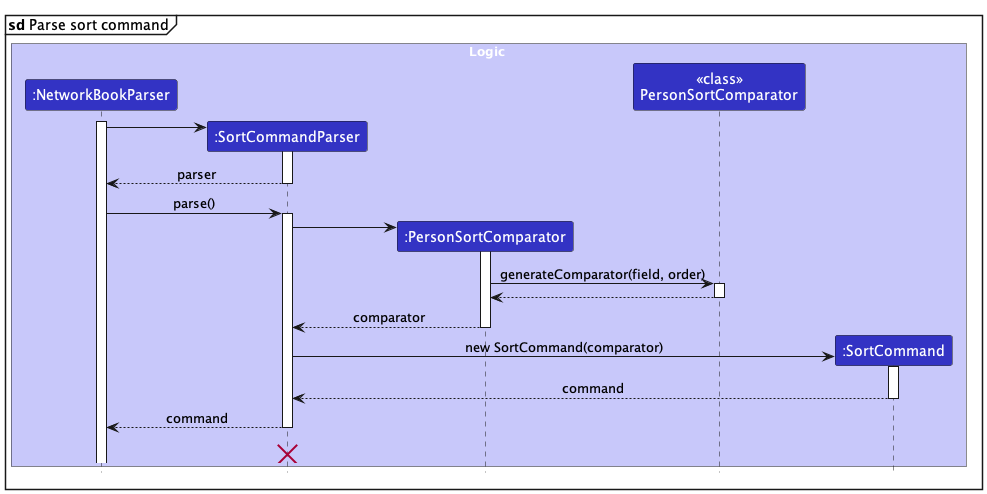 sd Parse sort command
Logic
«class»
PersonSortComparator
:NetworkBookParser
:SortCommandParser
parser
parse()
:PersonSortComparator
generateComparator(field, order)
comparator
new SortCommand(comparator)
:SortCommand
command
command